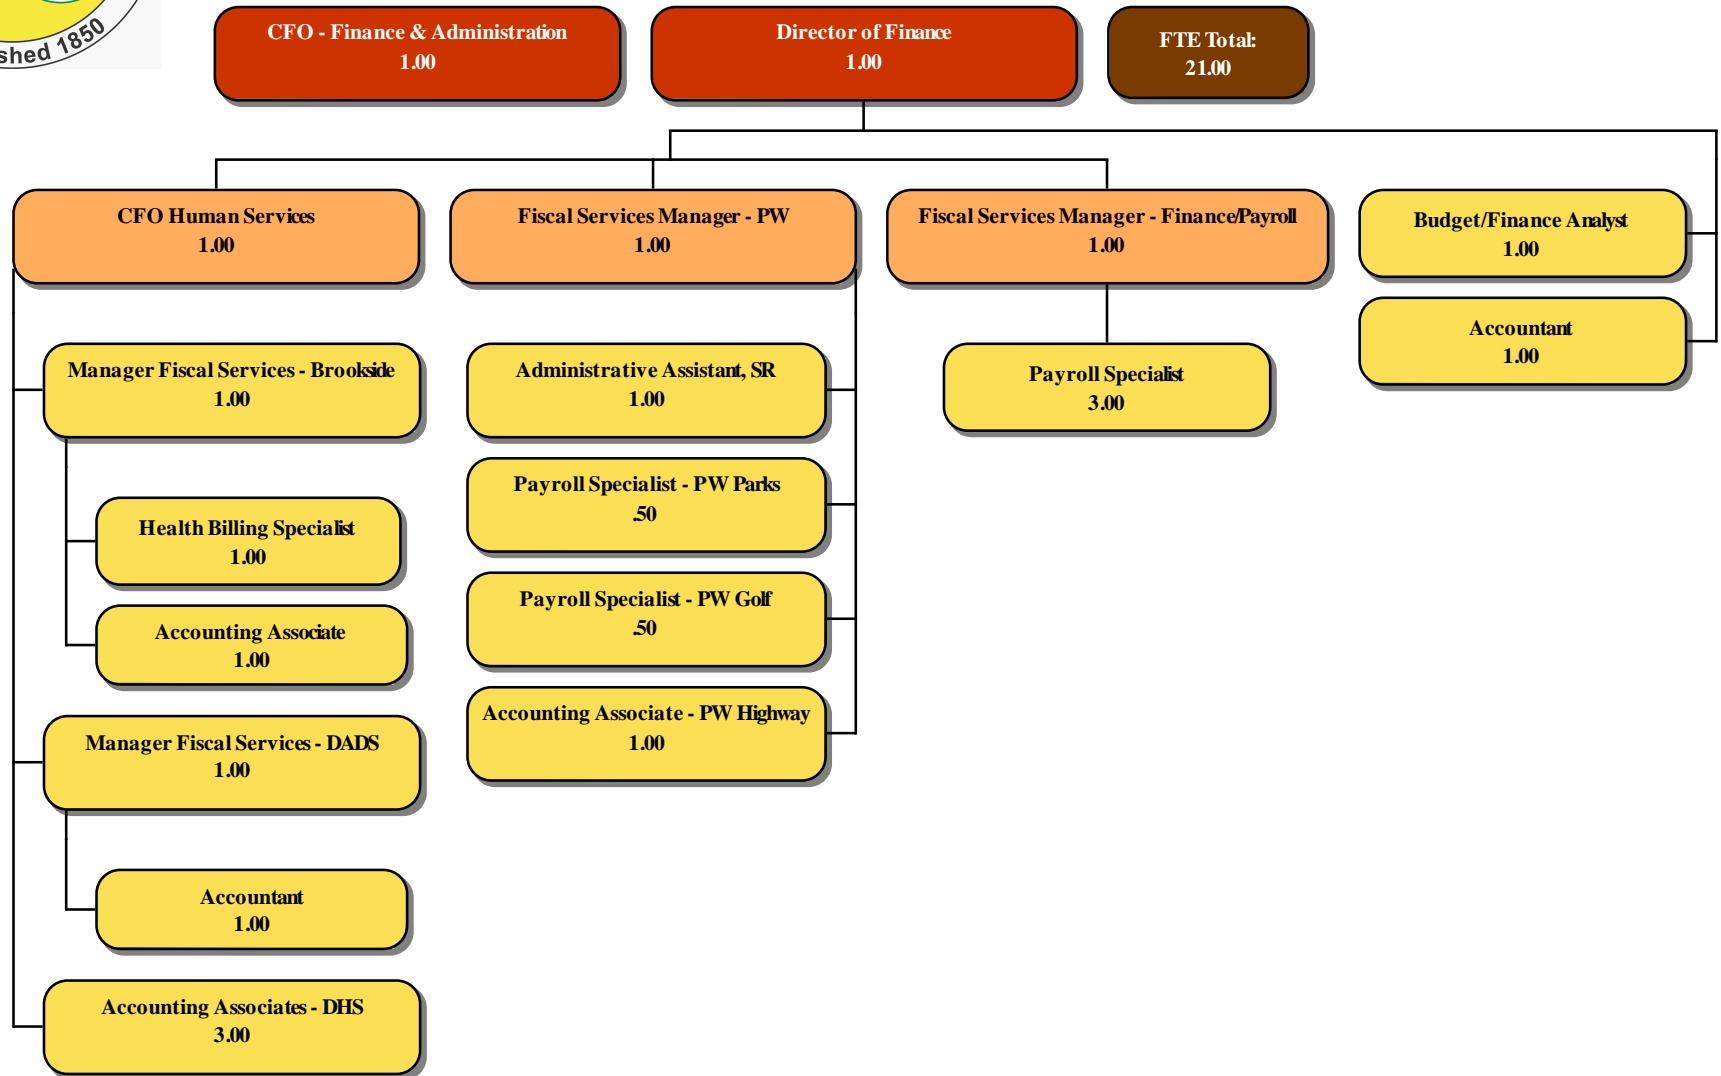 shed 1850
CFO - Finance & Administration
1.00
Director of Finance
1.00
FTE Total:
21.00
CFO Human Services
1.00
Fiscal Services Manager - PW
1.00
Fiscal Services Manager - Finance/Payroll
1.00
Budget/Finance Analyst
1.00
Accountant
1.00
Manager Fiscal Services - Brookside
1.00
Administrative Assistant, SR
1.00
Payroll Specialist
3.00
Payroll Specialist - PW Parks
.50
Health Billing Specialist
1.00
Payroll Specialist - PW Golf
.50
Accounting Associate
1.00
Accounting Associate - PW Highway
1.00
Manager Fiscal Services - DADS
1.00
Accountant
1.00
Accounting Associates - DHS
3.00